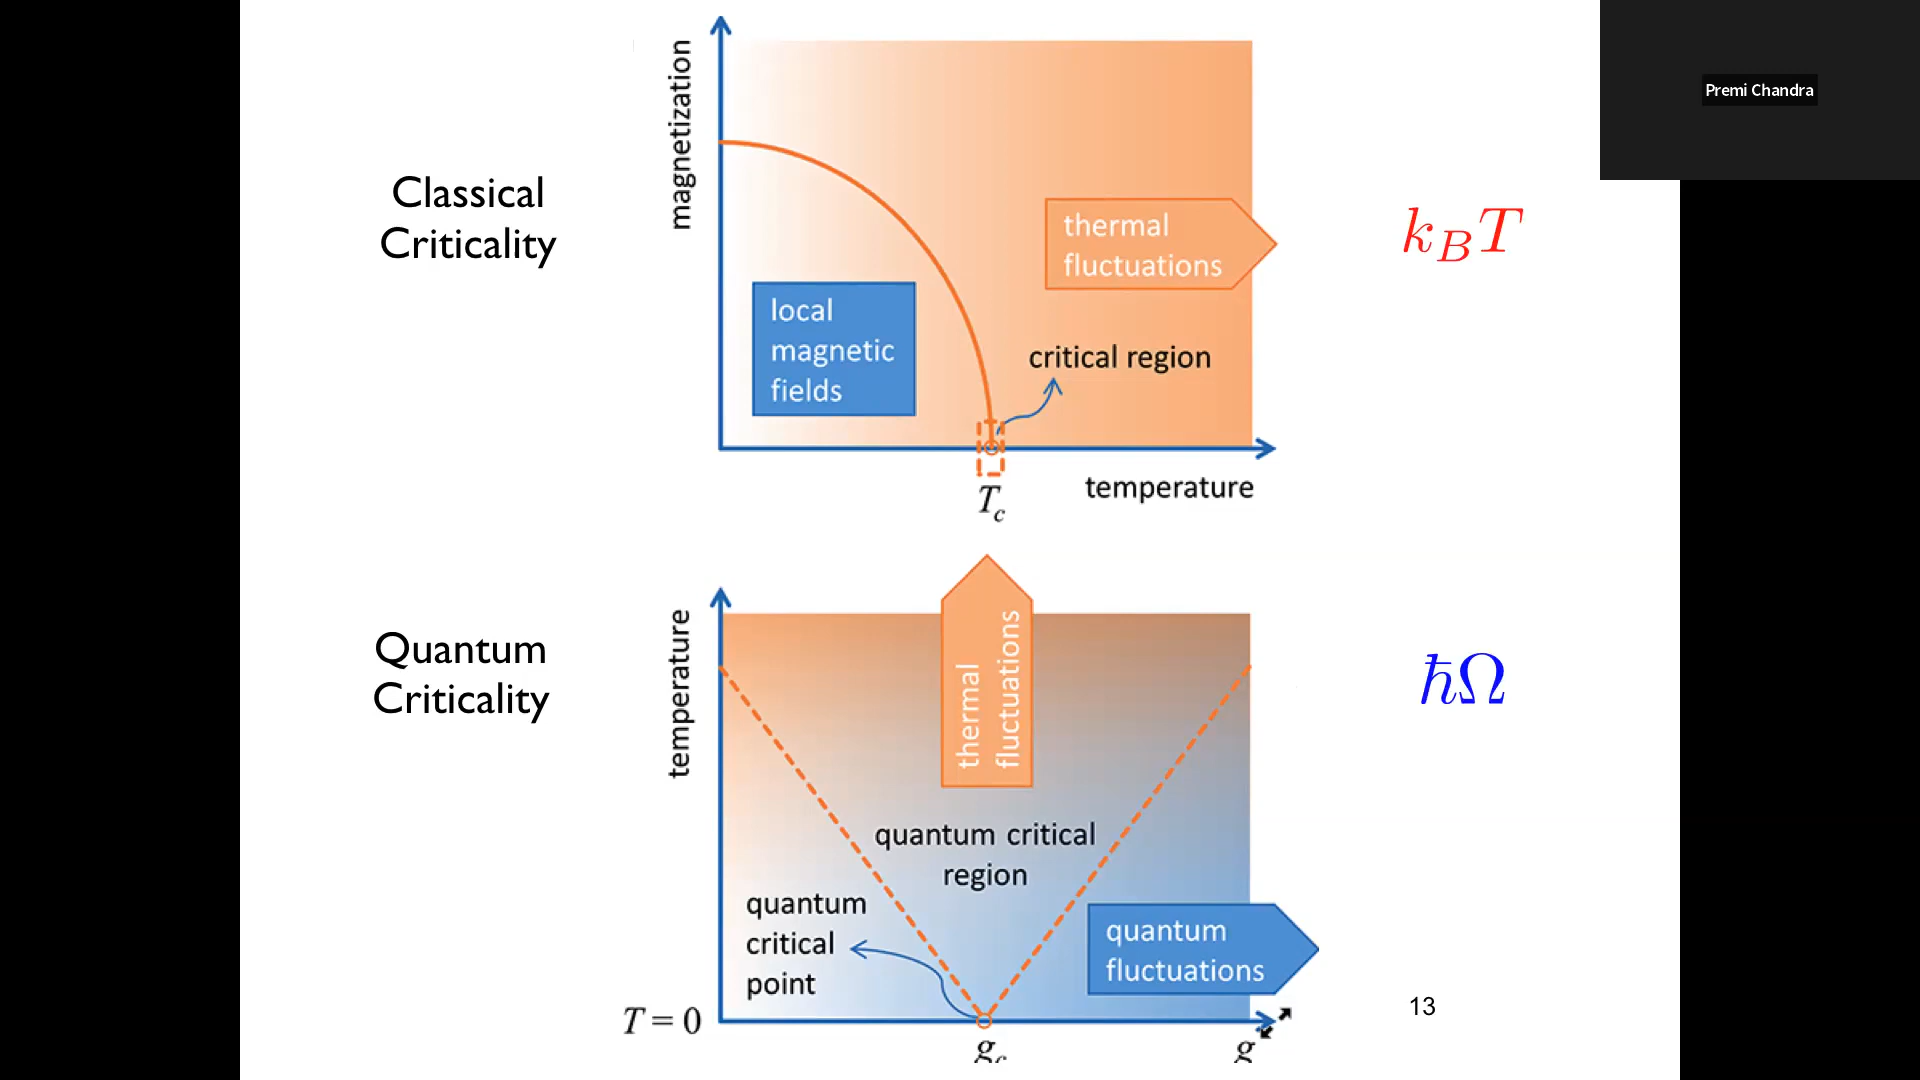 Premi Chandra
Classical
Criticality
magnetization
local
magnetic
fields
thermal
fluctuations
critical region
T_c
temperature
k_B T
Quantum
Criticality
temperature
thermal
fluctuations
quantum critical
region
quantum
critical
point
quantum
fluctuations
T = 0
g_c
g
ħΩ
13